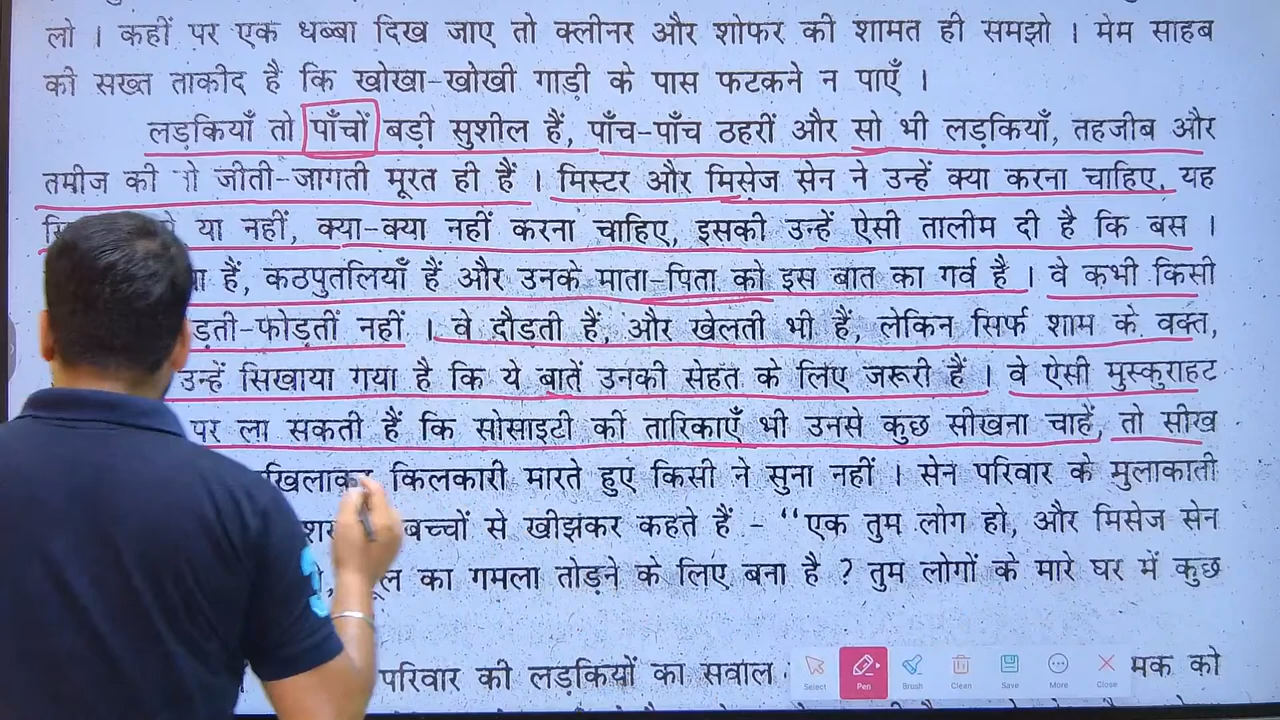 लो । कहीं पर एक धब्बा दिख जाए तो क्लीनर और शोफर की शामत ही समझो । मेम साहब
की सख्त ताकीद है कि खोखा-खोखी गाड़ी के पास फटकने न पाएँ ।
लड़कियाँ तो पाँचों बड़ी सुशील हैं, पाँच-पाँच ठहरीं और सो भी लड़कियाँ, तहजीब और
तमीज की जीती-जागती मूरत ही हैं । मिस्टर और मिसेज सेन ने उन्हें क्या करना चाहिए, यह
या नहीं, क्या-क्या नहीं करना चाहिए, इसकी उन्हें ऐसी तालीम दी है कि बस ।
हैं, कठपुतलियाँ हैं और उनके माता-पिता को इस बात का गर्व है । वे कभी किसी
ड़ती-फोड़तीं नहीं । वे दौड़ती हैं, और खेलती भी हैं, लेकिन सिर्फ शाम के वक्त,
उन्हें सिखाया गया है कि ये बातें उनकी सेहत के लिए जरूरी हैं । वे ऐसी मुस्कुराहट
पर ला सकती हैं कि सोसाइटी की तारिकाएँ भी उनसे कुछ सीखना चाहें, तो सीख
खिलाकर किलकारी मारते हुए किसी ने सुना नहीं । सेन परिवार के मुलाकाती
बच्चों से खीझकर कहते हैं - “एक तुम लोग हो, और मिसेज सेन
का गमला तोड़ने के लिए बना है ? तुम लोगों के मारे घर में कुछ
परिवार की लड़कियों का सवाल
मक को
Select
Pen
Brush
Clean
Save
More
Close